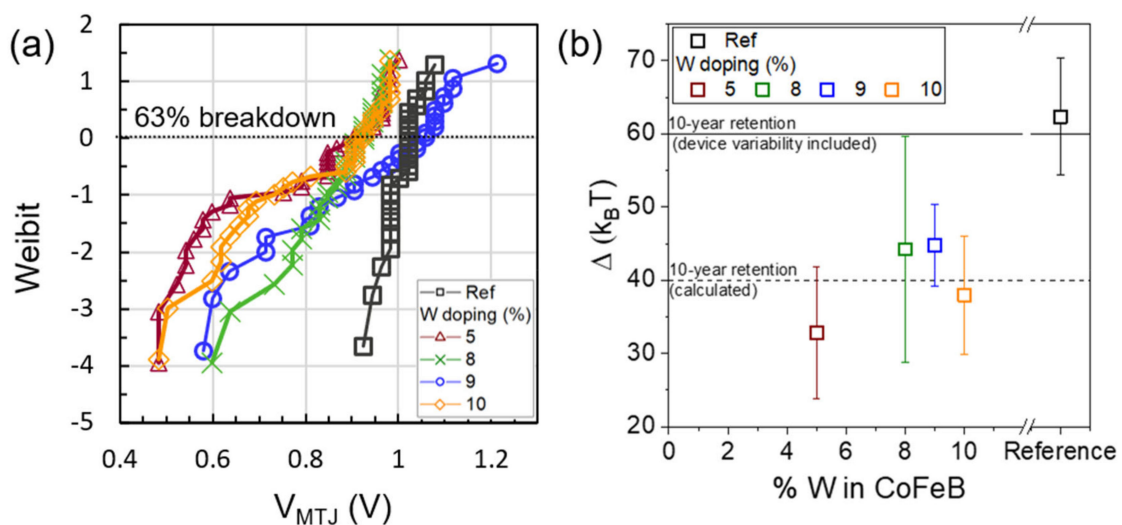 (a)
2
1
0
-1
-2
-3
-4
-5
Weibit
63% breakdown
Ref
W doping (%)
5
8
9
10
0.4 0.6 0.8 1 1.2
V_MTJ (V)
(b)
Ref
W doping (%)
5 8 9 10
70
60
50
40
30
20
Δ (k_BT)
10-year retention
(device variability included)
10-year retention
(calculated)
0 2 4 6 8 10 Reference
% W in CoFeB